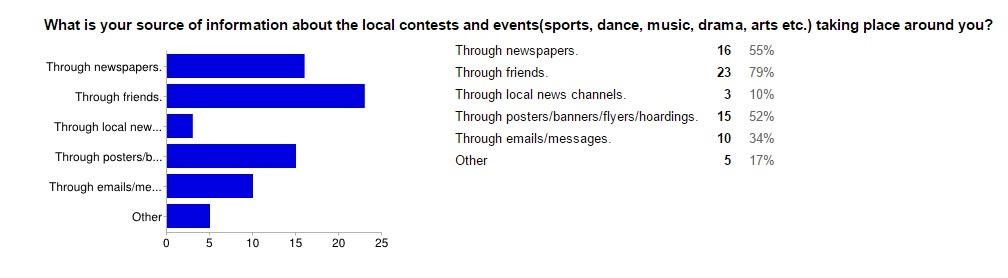 What is your source of information about the local contests and events(sports, dance, music, drama, arts etc.) taking place around you?
Through newspapers.
Through friends.
Through local new...
Through posters/b...
Through emails/me...
Other
0 5 10 15 20 25
Through newspapers. 16 55%
Through friends. 23 79%
Through local news channels. 3 10%
Through posters/banners/flyers/hoardings. 15 52%
Through emails/messages. 10 34%
Other 5 17%